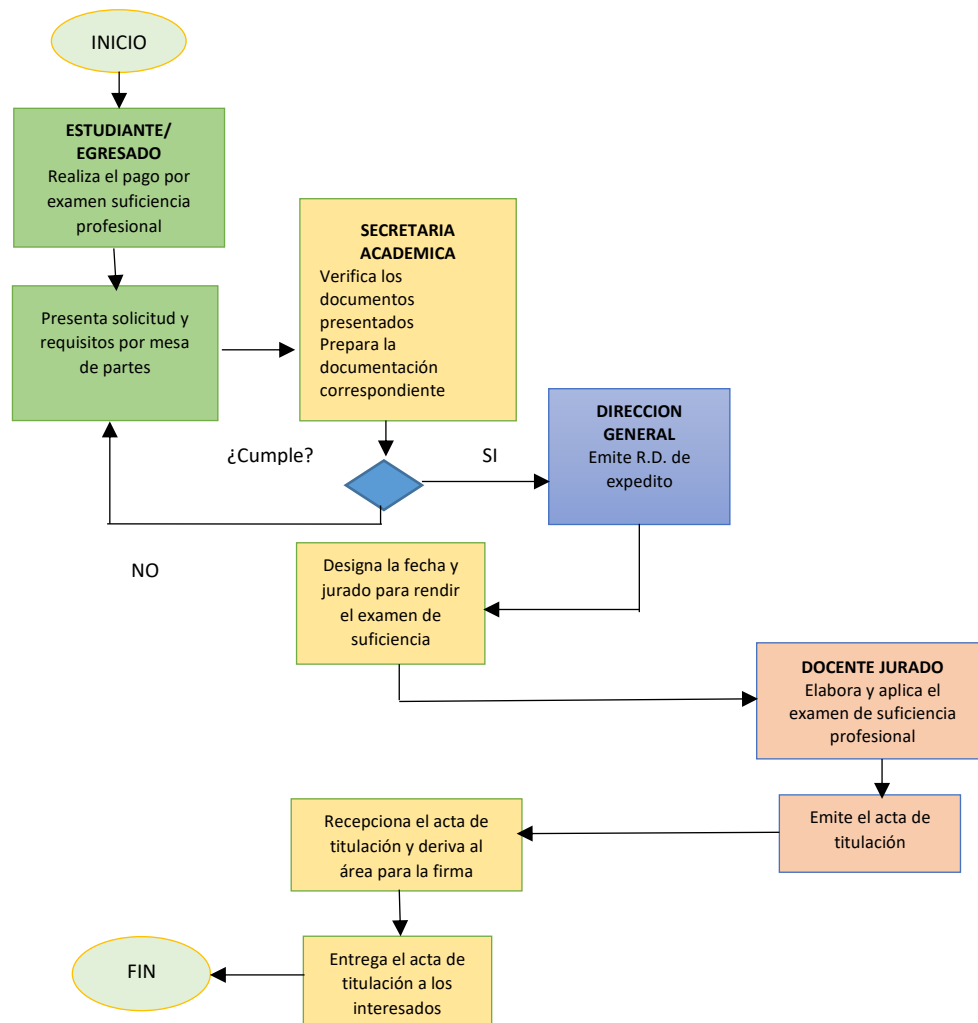 INICIO
ESTUDIANTE/
EGRESADO
Realiza el pago por
examen suficiencia
profesional
Presenta solicitud y
requisitos por mesa
de partes
SECRETARIA
ACADEMICA
Verifica los
documentos
presentados
Prepara la
documentación
correspondiente
¿Cumple?
SI
NO
DIRECCION
GENERAL
Emite R.D. de
expedito
Designa la fecha y
jurado para rendir
el examen de
suficiencia
DOCENTE JURADO
Elabora y aplica el
examen de suficiencia
profesional
Emite el acta de
titulación
Recepciona el acta de
titulación y deriva al
área para la firma
Entrega el acta de
titulación a los
interesados
FIN